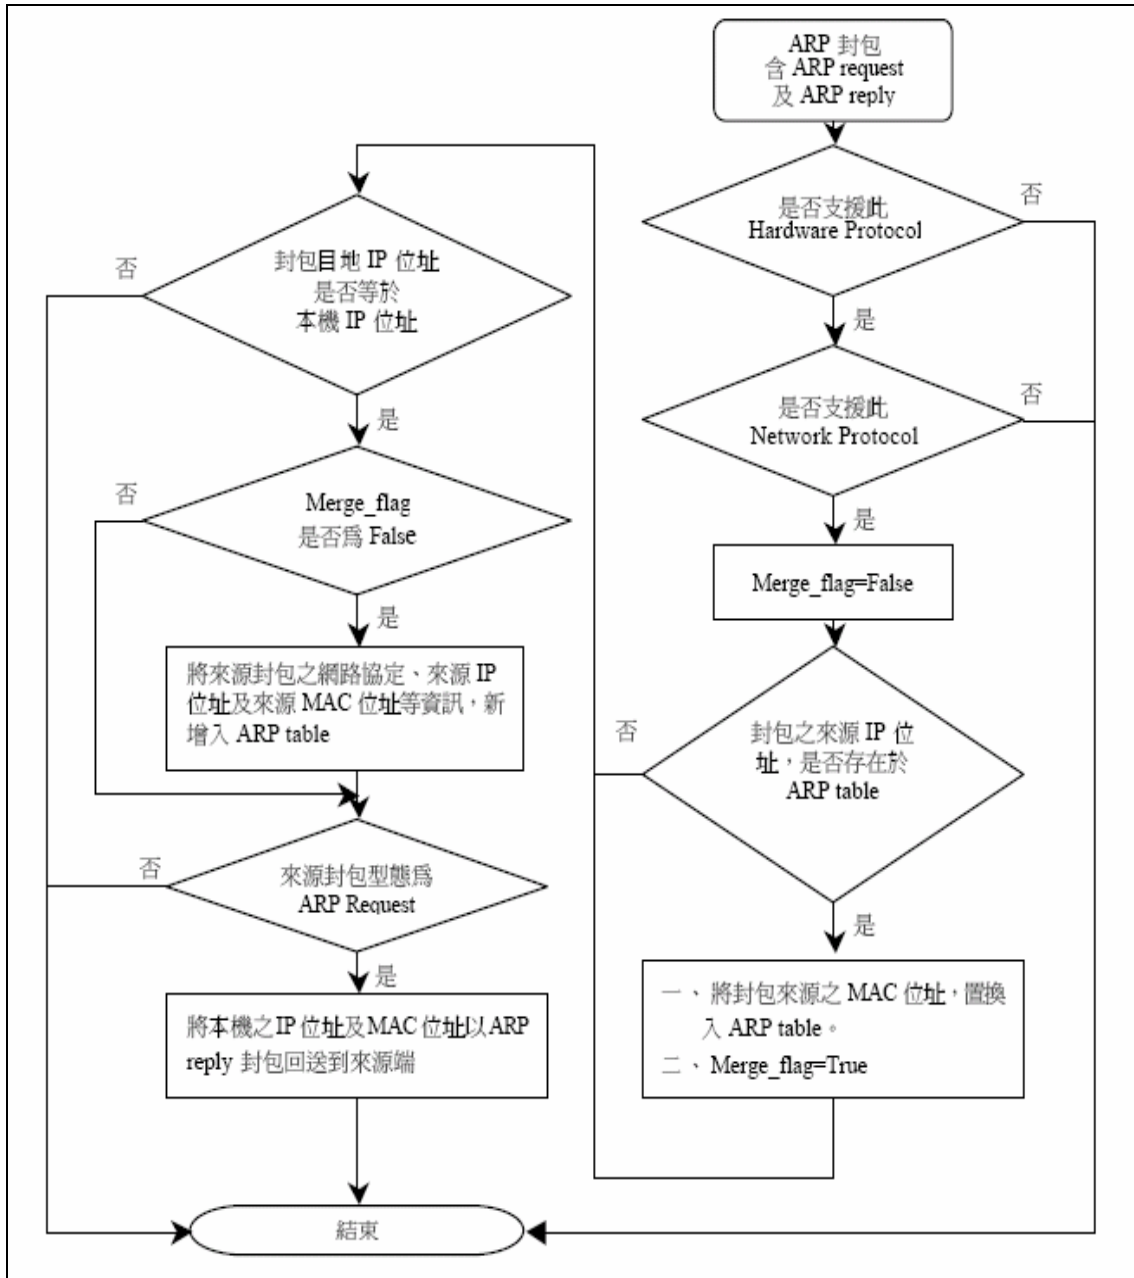 ARP 封包
含 ARP request
及 ARP reply
是否支援此
Hardware Protocol
否
是
是否支援此
Network Protocol
否
是
Merge_flag=False
封包之來源 IP 位
址，是否存在於
ARP table
否
是
一、 將封包來源之 MAC 位址，置換
入 ARP table。
二、 Merge_flag=True
封包目地 IP 位址
是否等於
本機 IP 位址
否
是
Merge_flag
是否爲 False
否
是
將來源封包之網路協定、來源 IP
位址及來源 MAC 位址等資訊，新
增入 ARP table
來源封包型態爲
ARP Request
否
是
將本機之IP 位址及MAC 位址以ARP
reply 封包回送到來源端
結束